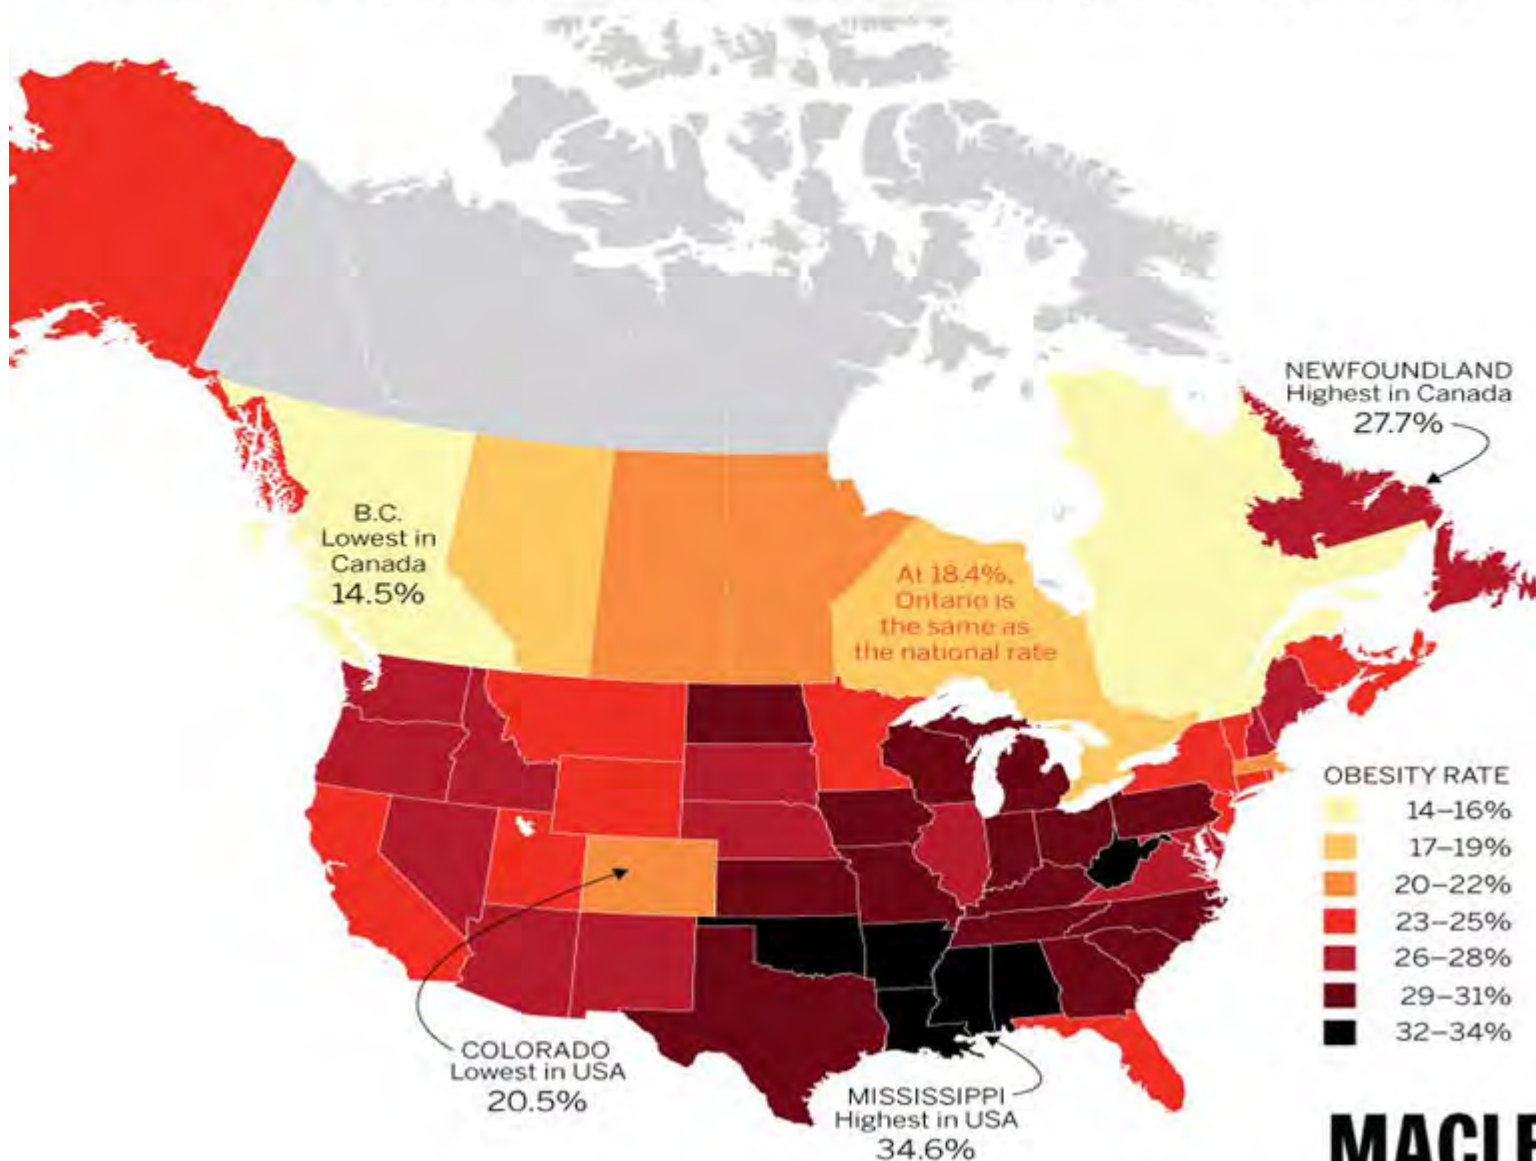 NEWFOUNDLAND
Highest in Canada
27.7%
B.C.
Lowest in
Canada
14.5%
At 18.4%,
Ontario is
the same as
the national rate
OBESITY RATE
14–16%
17–19%
20–22%
23–25%
26–28%
29–31%
32–34%
COLORADO
Lowest in USA
20.5%
MISSISSIPPI
Highest in USA
34.6%